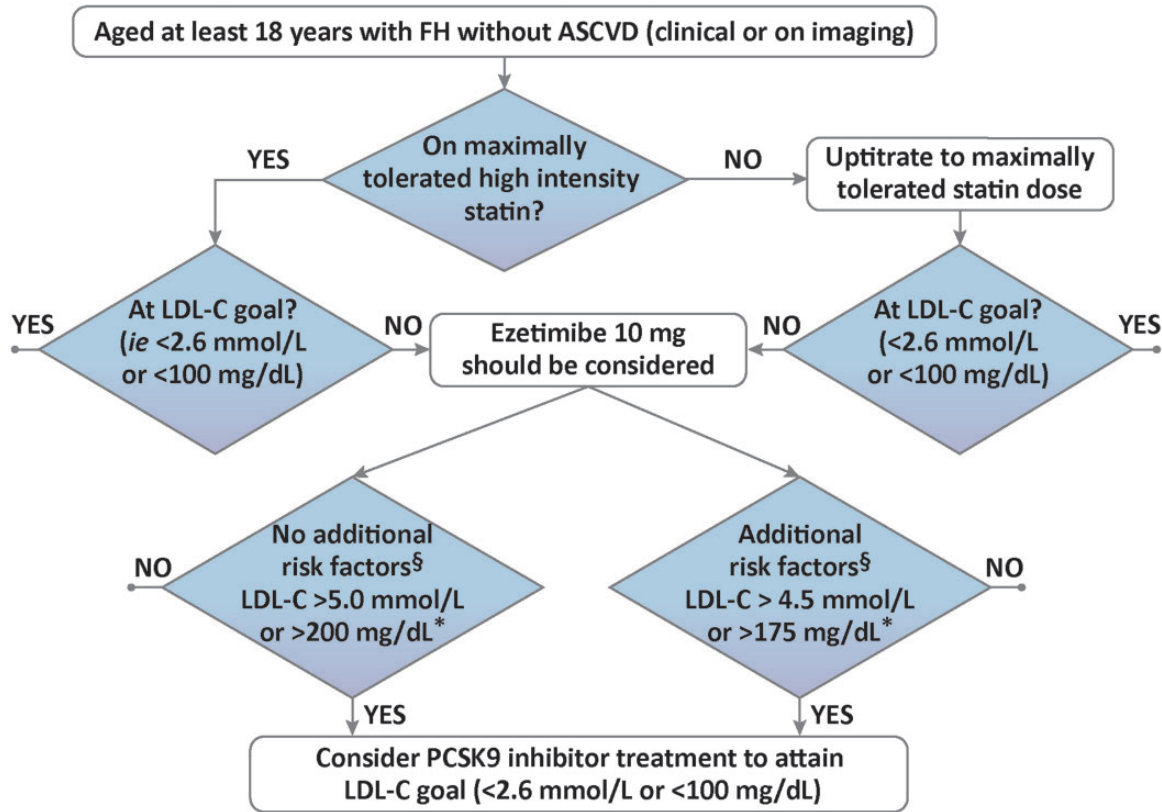 Aged at least 18 years with FH without ASCVD (clinical or on imaging)
YES
On maximally
tolerated high intensity
statin?
NO
Uptitrate to maximally
tolerated statin dose
YES
At LDL-C goal?
(ie <2.6 mmol/L
or <100 mg/dL)
NO
Ezetimibe 10 mg
should be considered
NO
At LDL-C goal?
(<2.6 mmol/L
or <100 mg/dL)
YES
NO
No additional
risk factors§
LDL-C >5.0 mmol/L
or >200 mg/dL*
YES
Additional
risk factors§
LDL-C > 4.5 mmol/L
or >175 mg/dL*
NO
YES
Consider PCSK9 inhibitor treatment to attain
LDL-C goal (<2.6 mmol/L or <100 mg/dL)